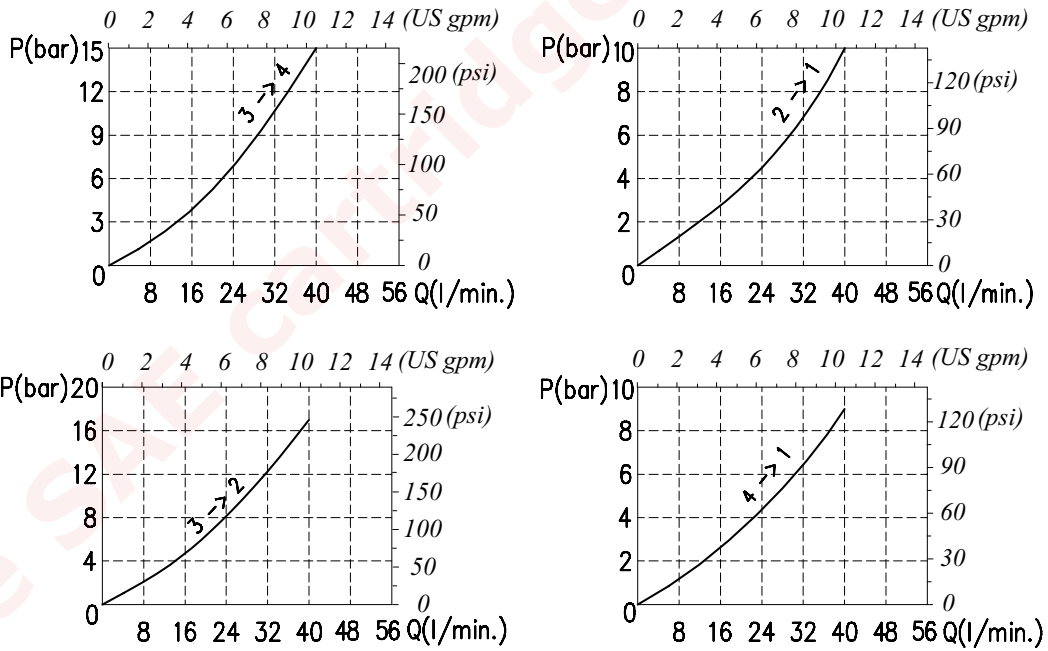 0 2 4 6 8 10 12 14 (US gpm)
P(bar) 15
12
9
6
3
0
200 (psi)
150
100
50
0
3 -> 4
8 16 24 32 40 48 56 Q(l/min.)
0 2 4 6 8 10 12 14 (US gpm)
P(bar) 10
8
6
4
2
0
120 (psi)
90
60
30
0
2 -> 1
8 16 24 32 40 48 56 Q(l/min.)
0 2 4 6 8 10 12 14 (US gpm)
P(bar) 20
16
12
8
4
0
250 (psi)
200
150
100
50
0
3 -> 2
8 16 24 32 40 48 56 Q(l/min.)
0 2 4 6 8 10 12 14 (US gpm)
P(bar) 10
8
6
4
2
0
120 (psi)
90
60
30
0
4 -> 1
8 16 24 32 40 48 56 Q(l/min.)
e SAE cartridge